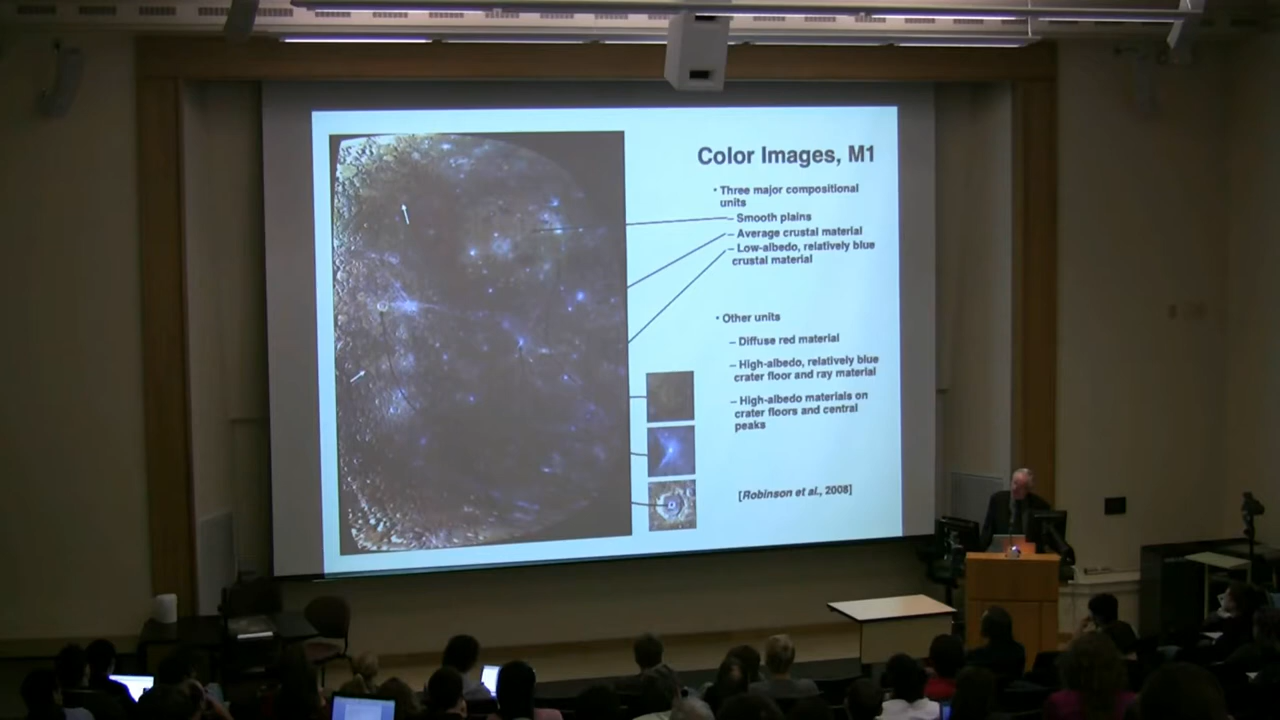 Color Images, M1
• Three major compositional
units
– Smooth plains
– Average crustal material
– Low-albedo, relatively blue
crustal material
• Other units
– Diffuse red material
– High-albedo, relatively blue
crater floor and ray material
– High-albedo materials on
crater floors and central
peaks
[Robinson et al., 2008]